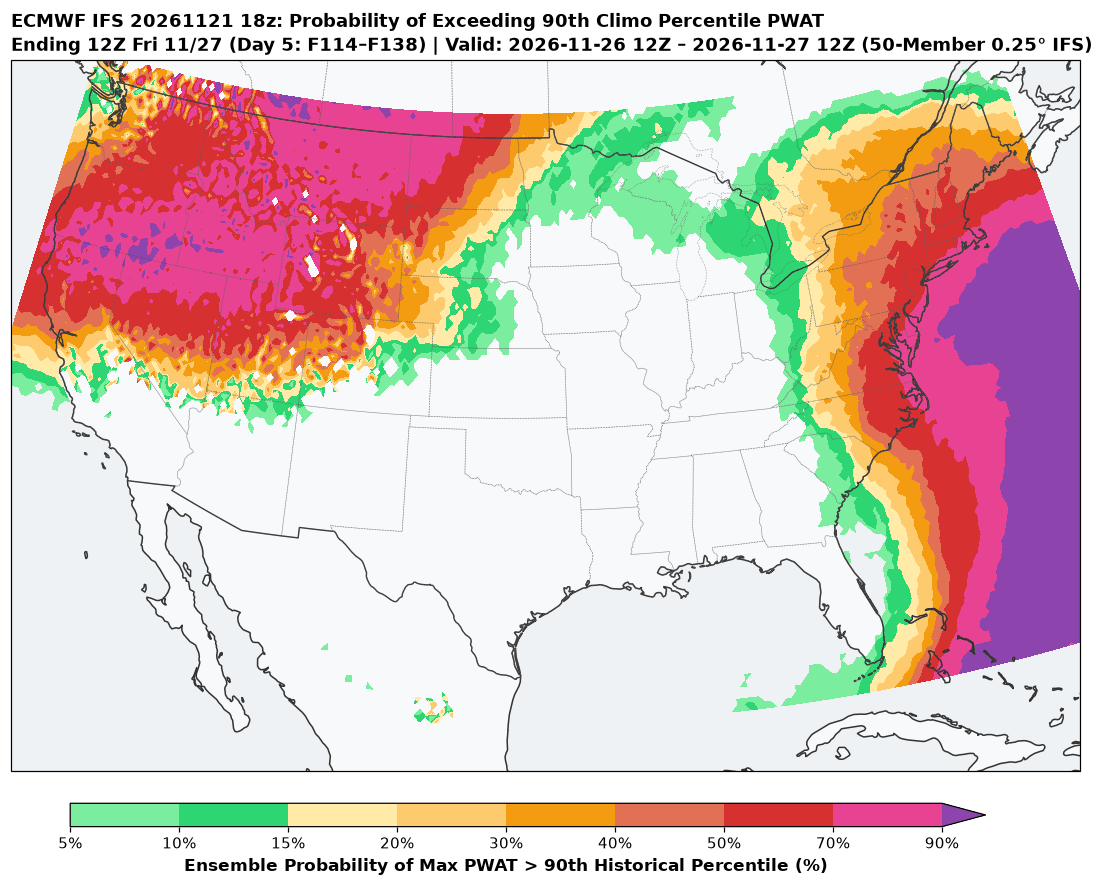 ECMWF IFS 20261121 18z: Probability of Exceeding 90th Climo Percentile PWAT
Ending 12Z Fri 11/27 (Day 5: F114–F138) | Valid: 2026-11-26 12Z – 2026-11-27 12Z (50-Member 0.25° IFS)
5% 10% 15% 20% 30% 40% 50% 70% 90%
Ensemble Probability of Max PWAT > 90th Historical Percentile (%)